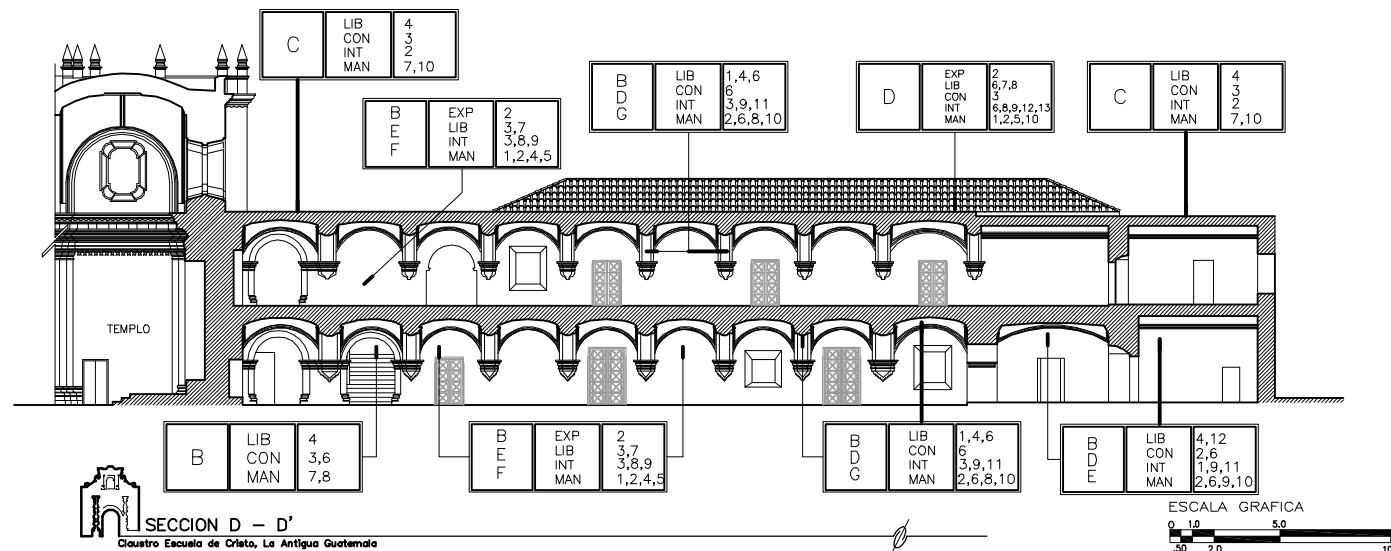 C
LIB 4
CON 3
INT 2
MAN 7,10
B EXP 2
E LIB 3,7
F INT 3,8,9
MAN 1,2,4,5
B LIB 1,4,6
D CON 6
G INT 3,9,11
MAN 2,6,8,10
D
EXP 2
LIB 6,7,8
CON 3
INT 6,8,9,12,13
MAN 1,2,5,10
C
LIB 4
CON 3
INT 2
MAN 7,10
TEMPLO
B
LIB 4
CON 3,6
MAN 7,8
B EXP 2
E LIB 3,7
F INT 3,8,9
MAN 1,2,4,5
B LIB 1,4,6
D CON 6
G INT 3,9,11
MAN 2,6,8,10
B LIB 4,12
D CON 2,6
E INT 1,9,11
MAN 2,6,9,10
SECCION D - D'
Claustro Escuela de Cristo, La Antigua Guatemala
ESCALA GRAFICA
0 1.0 5.0
.50 2.0 10